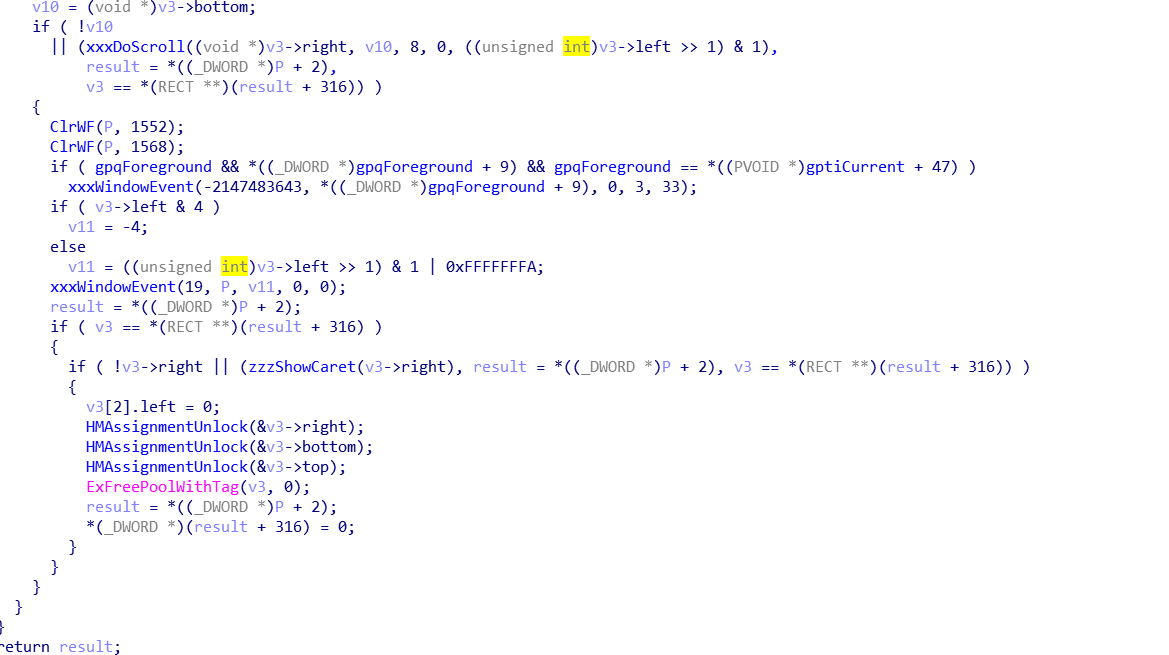 v10 = (void *)v3->bottom;
if ( !v10
|| (xxxDoScroll((void *)v3->right, v10, 8, 0, ((unsigned int)v3->left >> 1) & 1),
result = *((_DWORD *)P + 2),
v3 == *(RECT **)(result + 316)) )
{
ClrWF(P, 1552);
ClrWF(P, 1568);
if ( gpqForeground && *((_DWORD *)gpqForeground + 9) && gpqForeground == *((PVOID *)gptiCurrent + 47) )
xxxWindowEvent(-2147483643, *((_DWORD *)gpqForeground + 9), 0, 3, 33);
if ( v3->left & 4 )
v11 = -4;
else
v11 = ((unsigned int)v3->left >> 1) & 1 | 0xFFFFFFFA;
xxxWindowEvent(19, P, v11, 0, 0);
result = *((_DWORD *)P + 2);
if ( v3 == *(RECT **)(result + 316) )
{
if ( !v3->right || (zzzShowCaret(v3->right), result = *((_DWORD *)P + 2), v3 == *(RECT **)(result + 316)) )
{
v3[2].left = 0;
HMAssignmentUnlock(&v3->right);
HMAssignmentUnlock(&v3->bottom);
HMAssignmentUnlock(&v3->top);
ExFreePoolWithTag(v3, 0);
result = *((_DWORD *)P + 2);
*(_DWORD *)(result + 316) = 0;
}
}
}
}
}
return result;